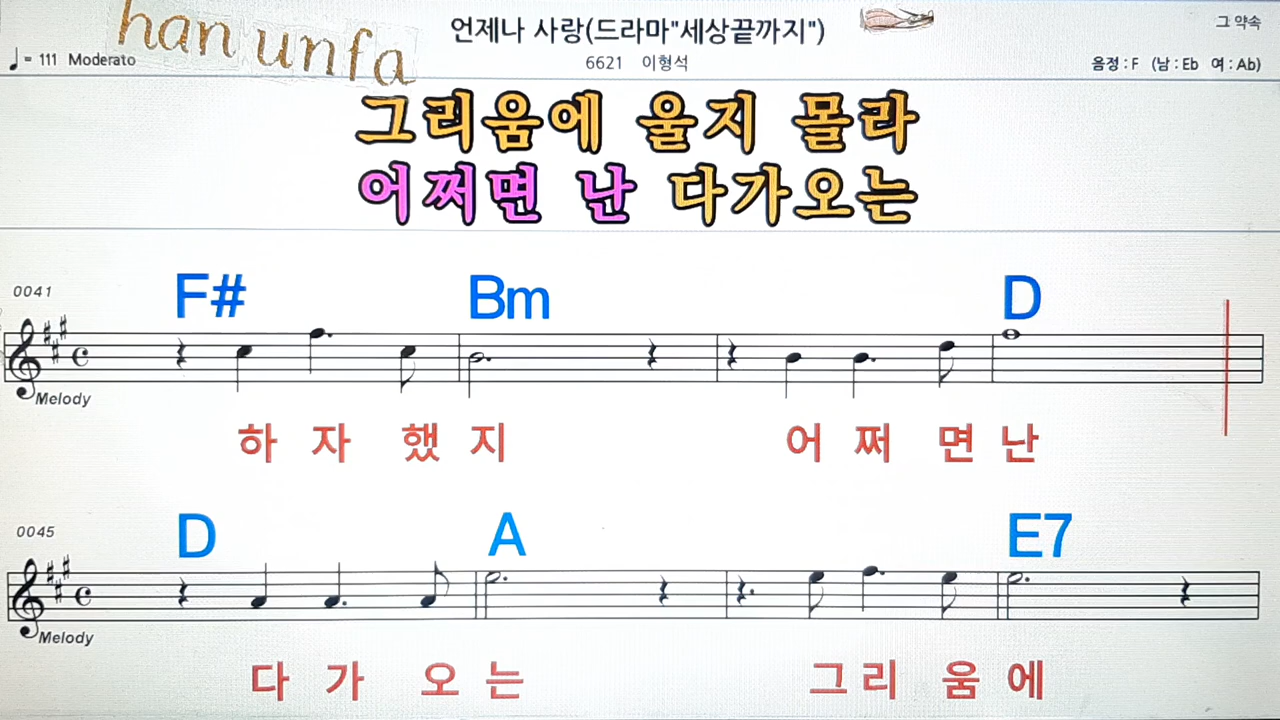 han unfa
언제나 사랑(드라마"세상끝까지")
그 약속
♩= 111 Moderato
6621 이형석
음정 : F (남 : Eb 여 : Ab)
그리움에 울지 몰라
어쩌면 난 다가오는
0041
F# Bm D
Melody
하 자 했 지 어 쩌 면 난
0045
D A E7
Melody
다 가 오 는 그 리 움 에